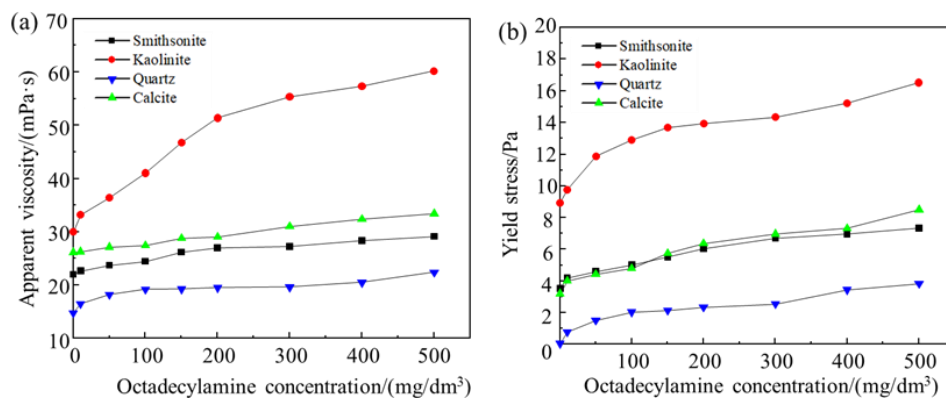 (a)
Apparent viscosity/(mPa·s)
70
60
50
40
30
20
10
Smithsonite
Kaolinite
Quartz
Calcite
0 100 200 300 400 500
Octadecylamine concentration/(mg/dm³)
(b)
Yield stress/Pa
20
18
16
14
12
10
8
6
4
2
0
Smithsonite
Kaolinite
Quartz
Calcite
100 200 300 400 500
Octadecylamine concentration/(mg/dm³)